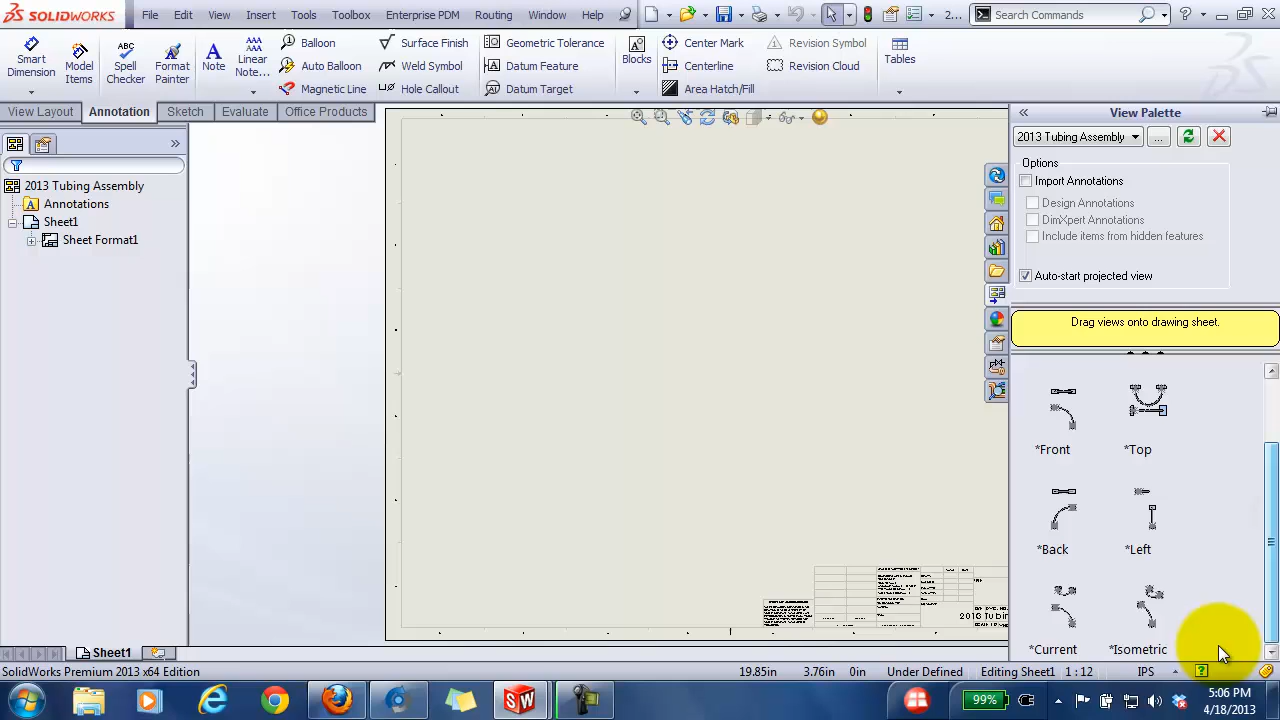 SOLIDWORKS File Edit View Insert Tools Toolbox Enterprise PDM Routing Window Help 2... Search Commands
Smart Dimension
Model Items
Spell Checker
Format Painter
Note
Linear Note...
Balloon
Auto Balloon
Magnetic Line
Surface Finish
Weld Symbol
Hole Callout
Geometric Tolerance
Datum Feature
Datum Target
Blocks
Center Mark
Centerline
Area Hatch/Fill
Revision Symbol
Revision Cloud
Tables
View Layout Annotation Sketch Evaluate Office Products
2013 Tubing Assembly
Annotations
Sheet1
Sheet Format1
View Palette
2013 Tubing Assembly ...
Options
Import Annotations
Design Annotations
DimXpert Annotations
Include items from hidden features
Auto-start projected view
Drag views onto drawing sheet.
*Front *Top
*Back *Left
*Current *Isometric
Sheet1
SolidWorks Premium 2013 x64 Edition 19.85in 3.76in 0in Under Defined Editing Sheet1 1 : 12 IPS
99%
5:06 PM
4/18/2013